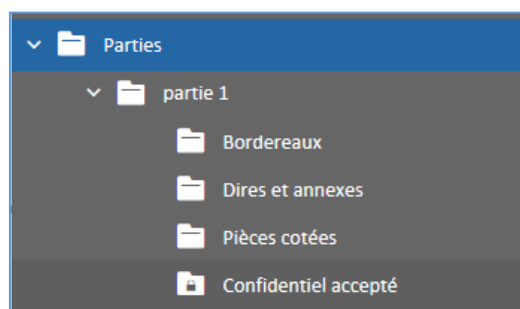 Parties
partie 1
Bordereaux
Dires et annexes
Pièces cotées
Confidentiel accepté